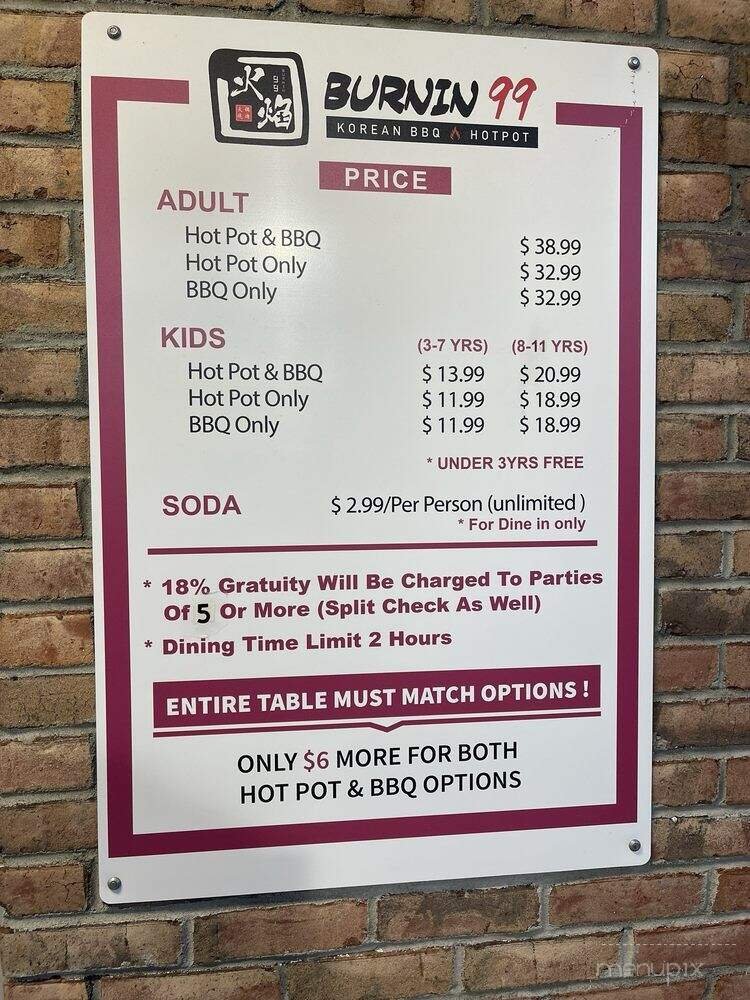 火焰
BURNIN 99
KOREAN BBQ HOTPOT
PRICE
ADULT
Hot Pot & BBQ $ 38.99
Hot Pot Only $ 32.99
BBQ Only $ 32.99
KIDS (3-7 YRS) (8-11 YRS)
Hot Pot & BBQ $ 13.99 $ 20.99
Hot Pot Only $ 11.99 $ 18.99
BBQ Only $ 11.99 $ 18.99
* UNDER 3YRS FREE
SODA $ 2.99/Per Person (unlimited )
* For Dine in only
* 18% Gratuity Will Be Charged To Parties
Of 5 Or More (Split Check As Well)
* Dining Time Limit 2 Hours
ENTIRE TABLE MUST MATCH OPTIONS !
ONLY $6 MORE FOR BOTH
HOT POT & BBQ OPTIONS
menupix